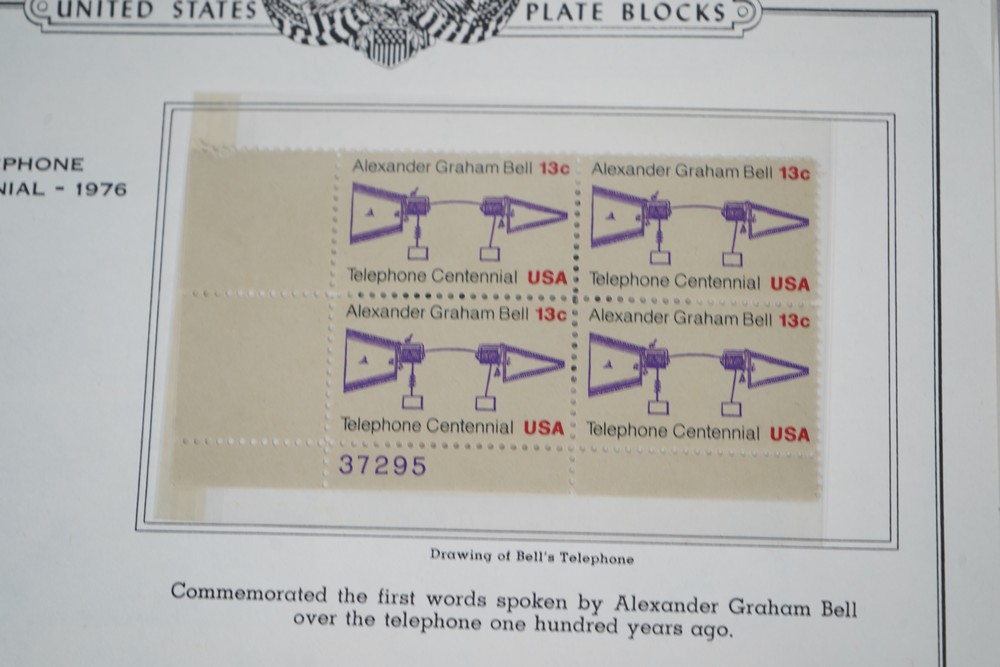 UNITED STATES PLATE BLOCKS
PHONE
NIAL - 1976
Alexander Graham Bell 13c
Telephone Centennial USA
Alexander Graham Bell 13c
Telephone Centennial USA
Alexander Graham Bell 13c
Telephone Centennial USA
Alexander Graham Bell 13c
Telephone Centennial USA
37295
Drawing of Bell's Telephone
Commemorated the first words spoken by Alexander Graham Bell
over the telephone one hundred years ago.